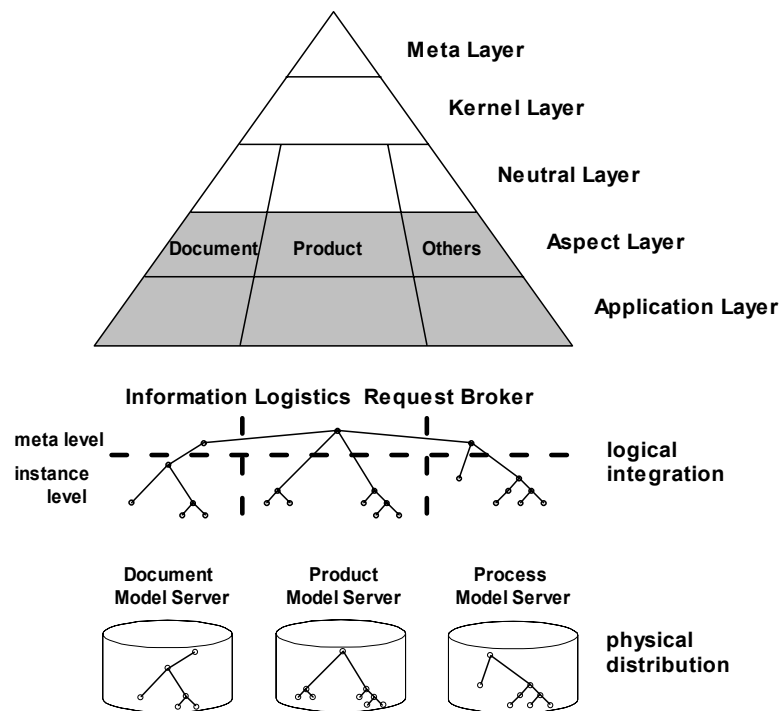 Meta Layer
Kernel Layer
Neutral Layer
Document Product Others
Aspect Layer
Application Layer
Information Logistics Request Broker
meta level
instance
level
logical
integration
Document
Model Server
Product
Model Server
Process
Model Server
physical
distribution